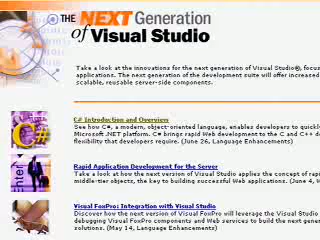 THE NEXT Generation
of Visual Studio
Take a look at the innovations for the next generation of Visual Studio®, focus
applications. The next generation of the development suite will offer increased
scalable, reusable server-side components.
C# Introduction and Overview
See how C#, a modern, object-oriented language, enables developers to quickly
Microsoft .NET platform. C# brings rapid Web development to the C and C++ d
flexibility that developers require. (June 26, Language Enhancements)
C#
Rapid Application Development for the Server
Take a look at how the next version of Visual Studio applies the concept of rap
middle-tier objects, the key to building successful Web applications. (June 4, W
Enter
Visual FoxPro: Integration with Visual Studio
Discover how the next version of Visual FoxPro will leverage the Visual Studio
debugging Visual FoxPro components and Web services to build the next gener
solutions. (May 14, Language Enhancements)